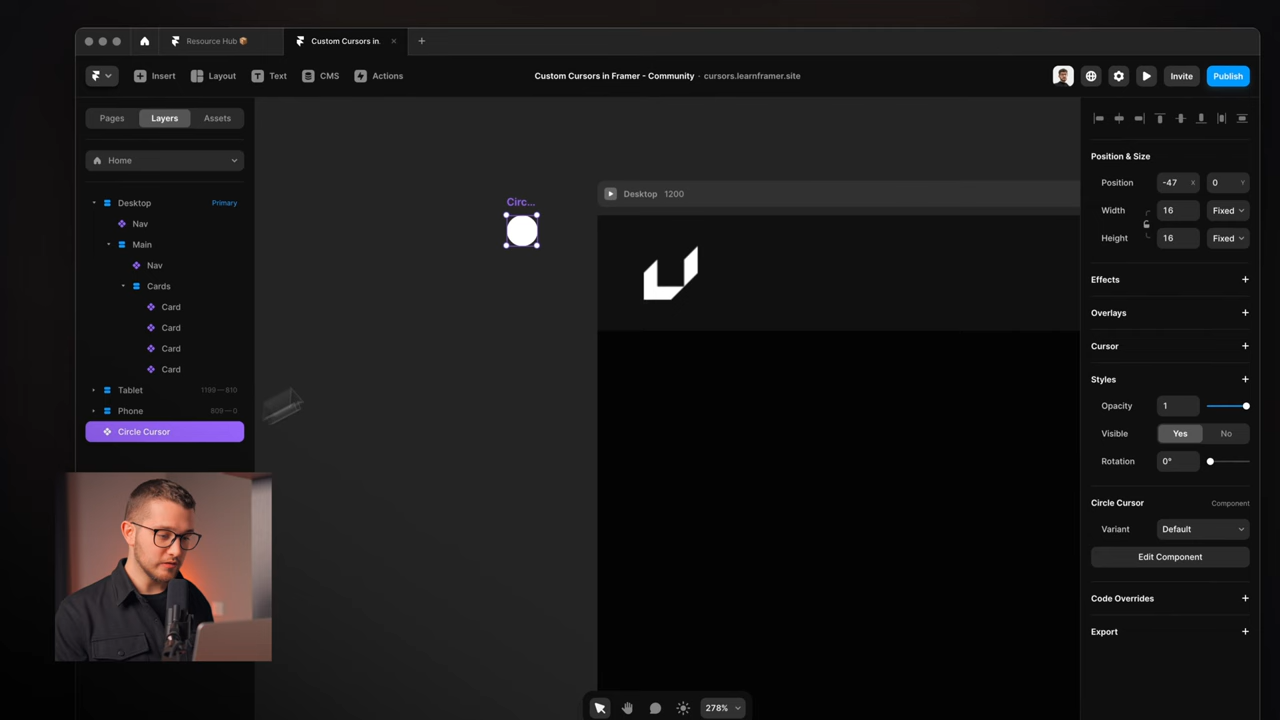 Resource Hub 📦
Custom Cursors in.
Insert
Layout
Text
CMS
Actions
Custom Cursors in Framer - Community · cursors.learnframer.site
Invite
Publish
Pages
Layers
Assets
Home
Desktop
Primary
Nav
Main
Nav
Cards
Card
Card
Card
Card
Tablet
1199 — 810
Phone
809 — 0
Circle Cursor
Circ...
Desktop 1200
278%
Position & Size
Position -47 X 0 Y
Width 16 Fixed
Height 16 Fixed
Effects
Overlays
Cursor
Styles
Opacity 1
Visible Yes No
Rotation 0°
Circle Cursor Component
Variant Default
Edit Component
Code Overrides
Export